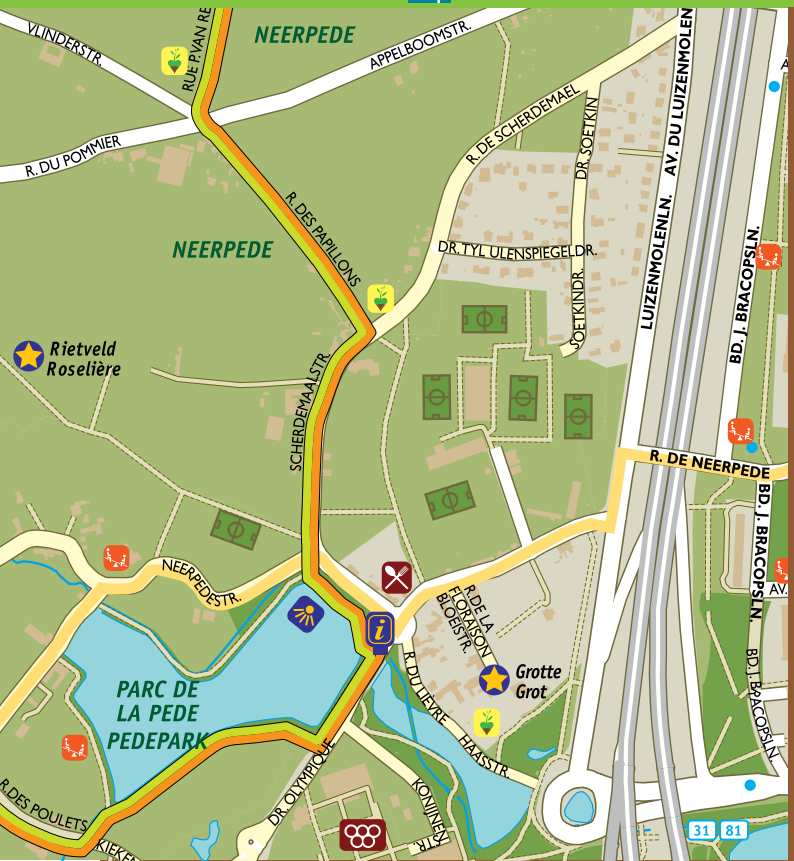 VLINDERSTR.
RUE P.VAN RE
NEERPEDE
APPELBOOMSTR.
R. DU POMMIER
R. DE SCHERDEMAEL
DR. SOETKIN
AV. DU LUIZENMOLEN
LUIZENMOLENLN.
R. DES PAPILLONS
NEERPEDE
DR. TYL ULENSPIEGELDR.
SOETKINDR.
BD. J. BRACOPSLN.
Rietveld
Roselière
SCHERDEMAALSTR.
R. DE NEERPEDE
BD. J. BRACOPSLN.
NEERPEDESTR.
AV.
i
R. DE LA
FLORAISON
BLOEISTR.
Grotte
Grot
R. DU LIEVRE
HAASSTR.
BD. J. BRACOPSLN.
PARC DE
LA PEDE
PEDEPARK
DR. OLYMPIQUE
KONIJNEN
STR.
R. DES POULETS
KIEKEN
31
81